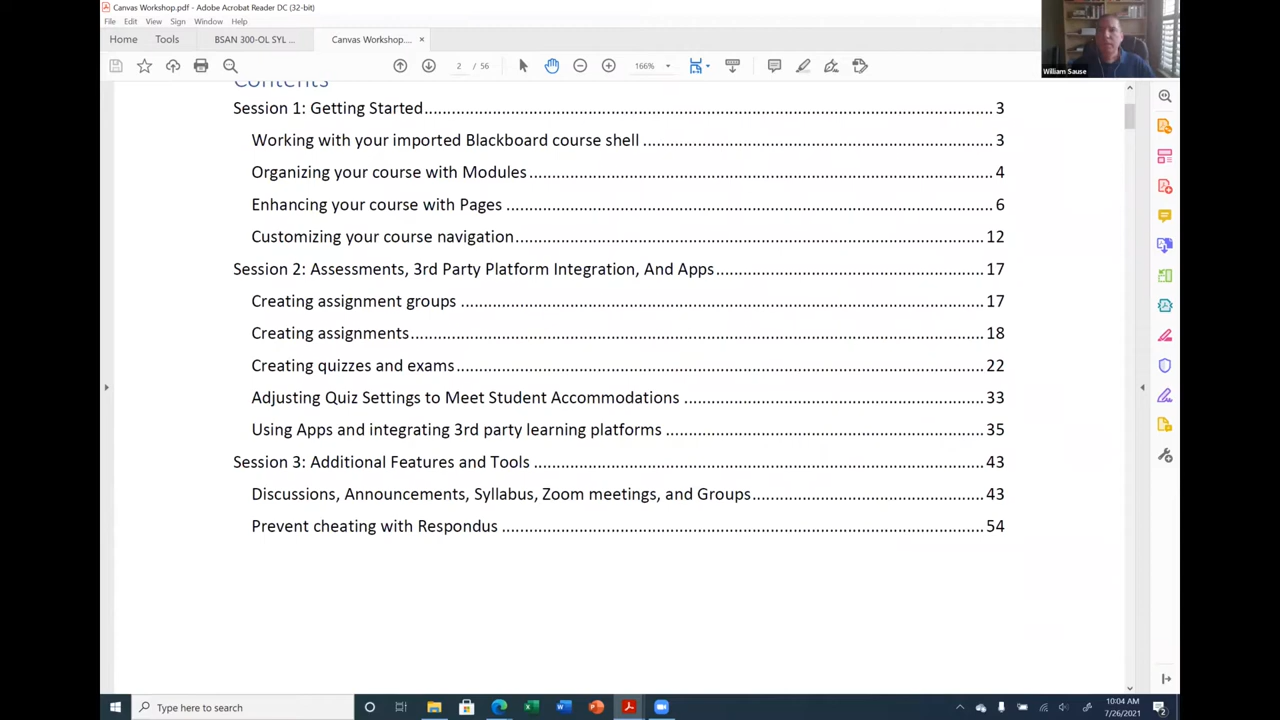 Canvas Workshop.pdf - Adobe Acrobat Reader DC (32-bit)
File Edit View Sign Window Help
Home Tools BSAN 300-OL SYL ... Canvas Workshop.... ×
2 / 56 166%
William Sause
Contents
Session 1: Getting Started 3
Working with your imported Blackboard course shell 3
Organizing your course with Modules 4
Enhancing your course with Pages 6
Customizing your course navigation 12
Session 2: Assessments, 3rd Party Platform Integration, And Apps 17
Creating assignment groups 17
Creating assignments 18
Creating quizzes and exams 22
Adjusting Quiz Settings to Meet Student Accommodations 33
Using Apps and integrating 3rd party learning platforms 35
Session 3: Additional Features and Tools 43
Discussions, Announcements, Syllabus, Zoom meetings, and Groups 43
Prevent cheating with Respondus 54
Type here to search
10:04 AM
7/26/2021
2